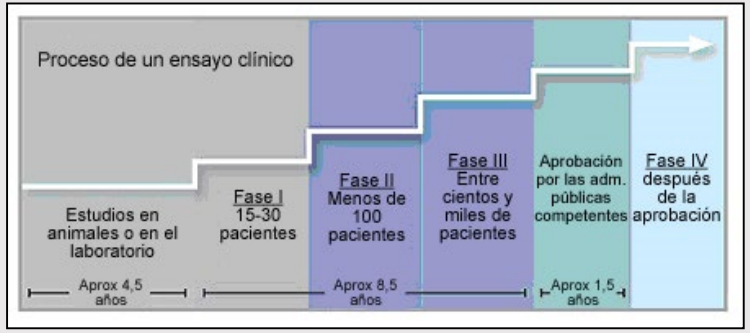 Proceso de un ensayo clínico
Estudios en
animales o en el
laboratorio
Fase I
15-30
pacientes
Fase II
Menos de
100
pacientes
Fase III
Entre
cientos y
miles de
pacientes
Aprobación
por las adm.
públicas
competentes
Fase IV
después
de la
aprobación
Aprox 4,5
años
Aprox 8,5
años
Aprox 1,5
años